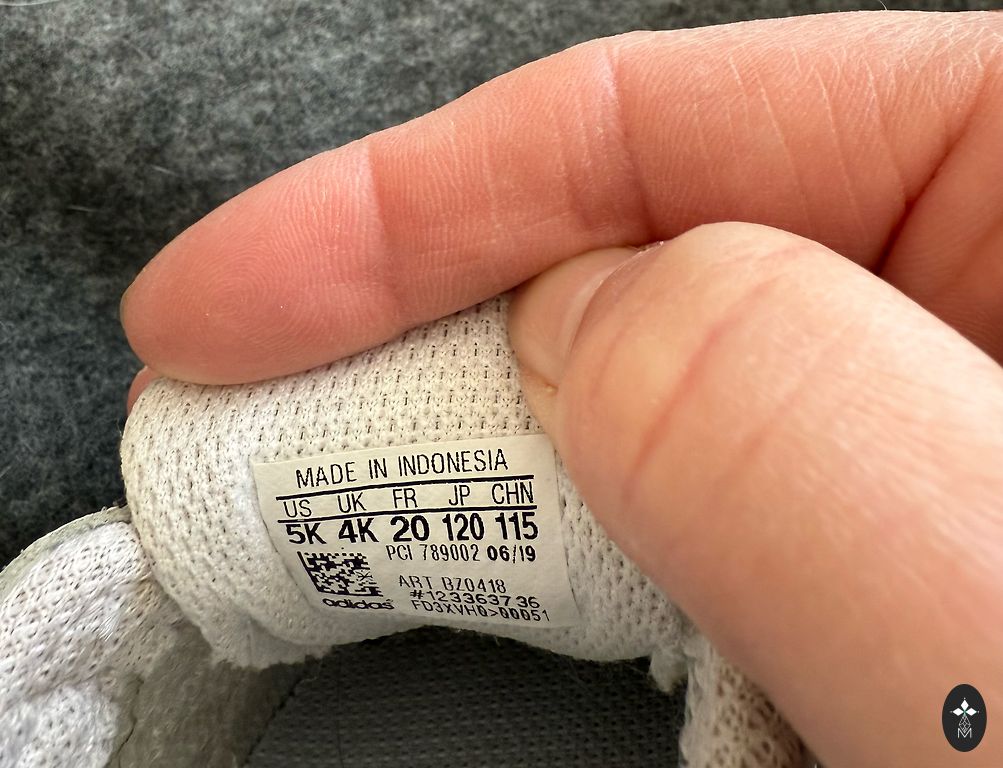 MADE IN INDONESIA
US UK FR JP CHN
5K 4K 20 120 115
PCI 789002 06/19
ART BZ0418
#123363736
adidas FD3XVH0>00051
M